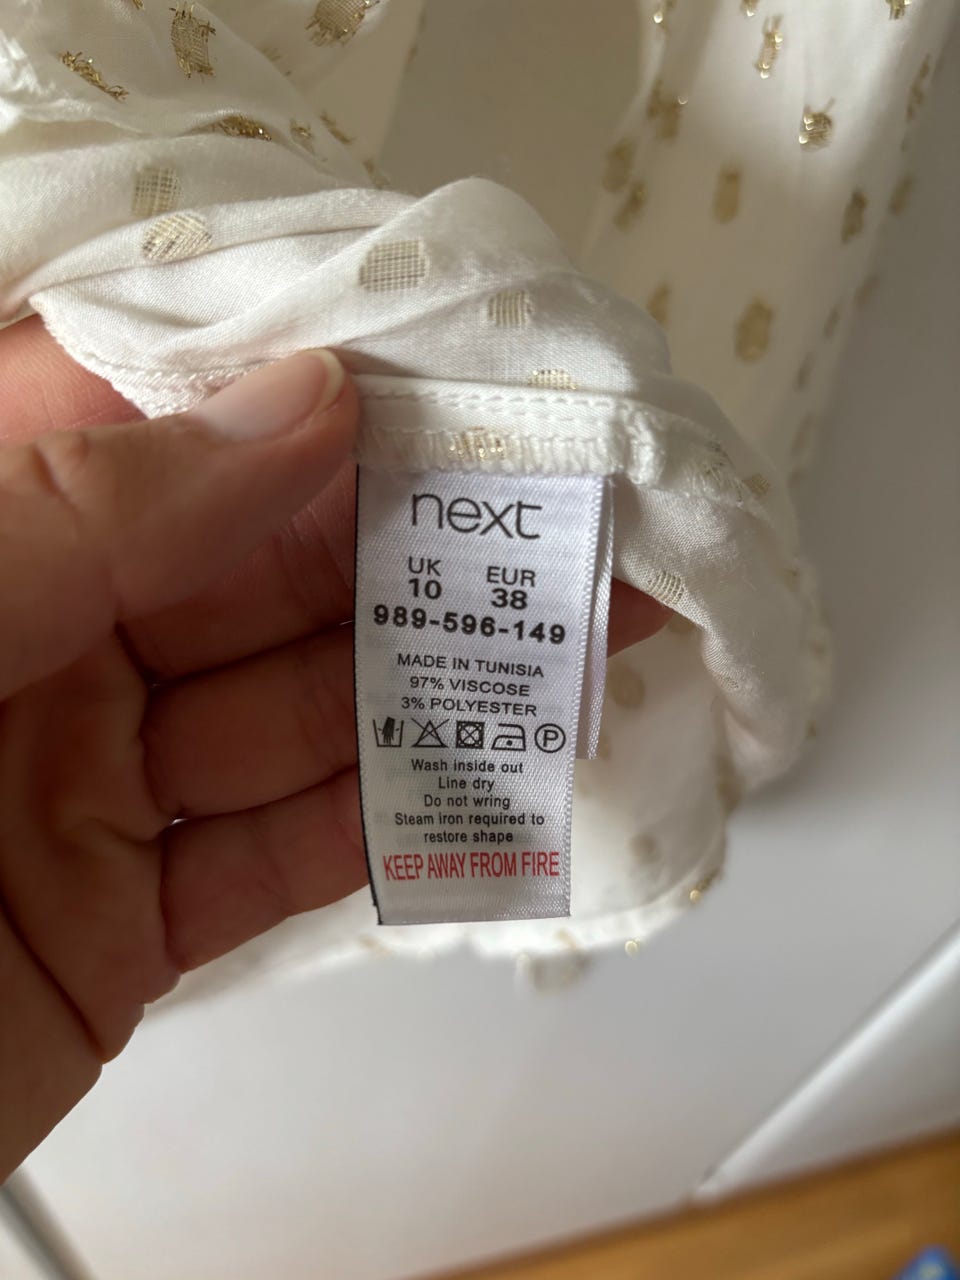 next
UK EUR
10 38
989-596-149
MADE IN TUNISIA
97% VISCOSE
3% POLYESTER
P
Wash inside out
Line dry
Do not wring
Steam iron required to
restore shape
KEEP AWAY FROM FIRE